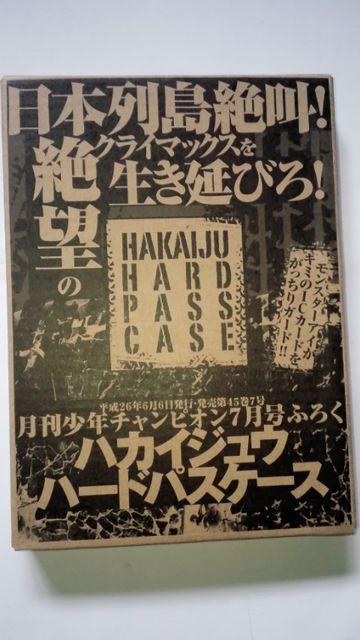 日本列島絶叫!
絶望の
クライマックスを
生き延びろ!
HAKAIJU
HARD
PASS
CASE
モンスターアイが
キミのICカードを
がっちりガード!!
平成26年6月6日発行・発売第45巻7号
月刊少年チャンピオン7月号ふろく
ハカイジュウ
ハードパスケース